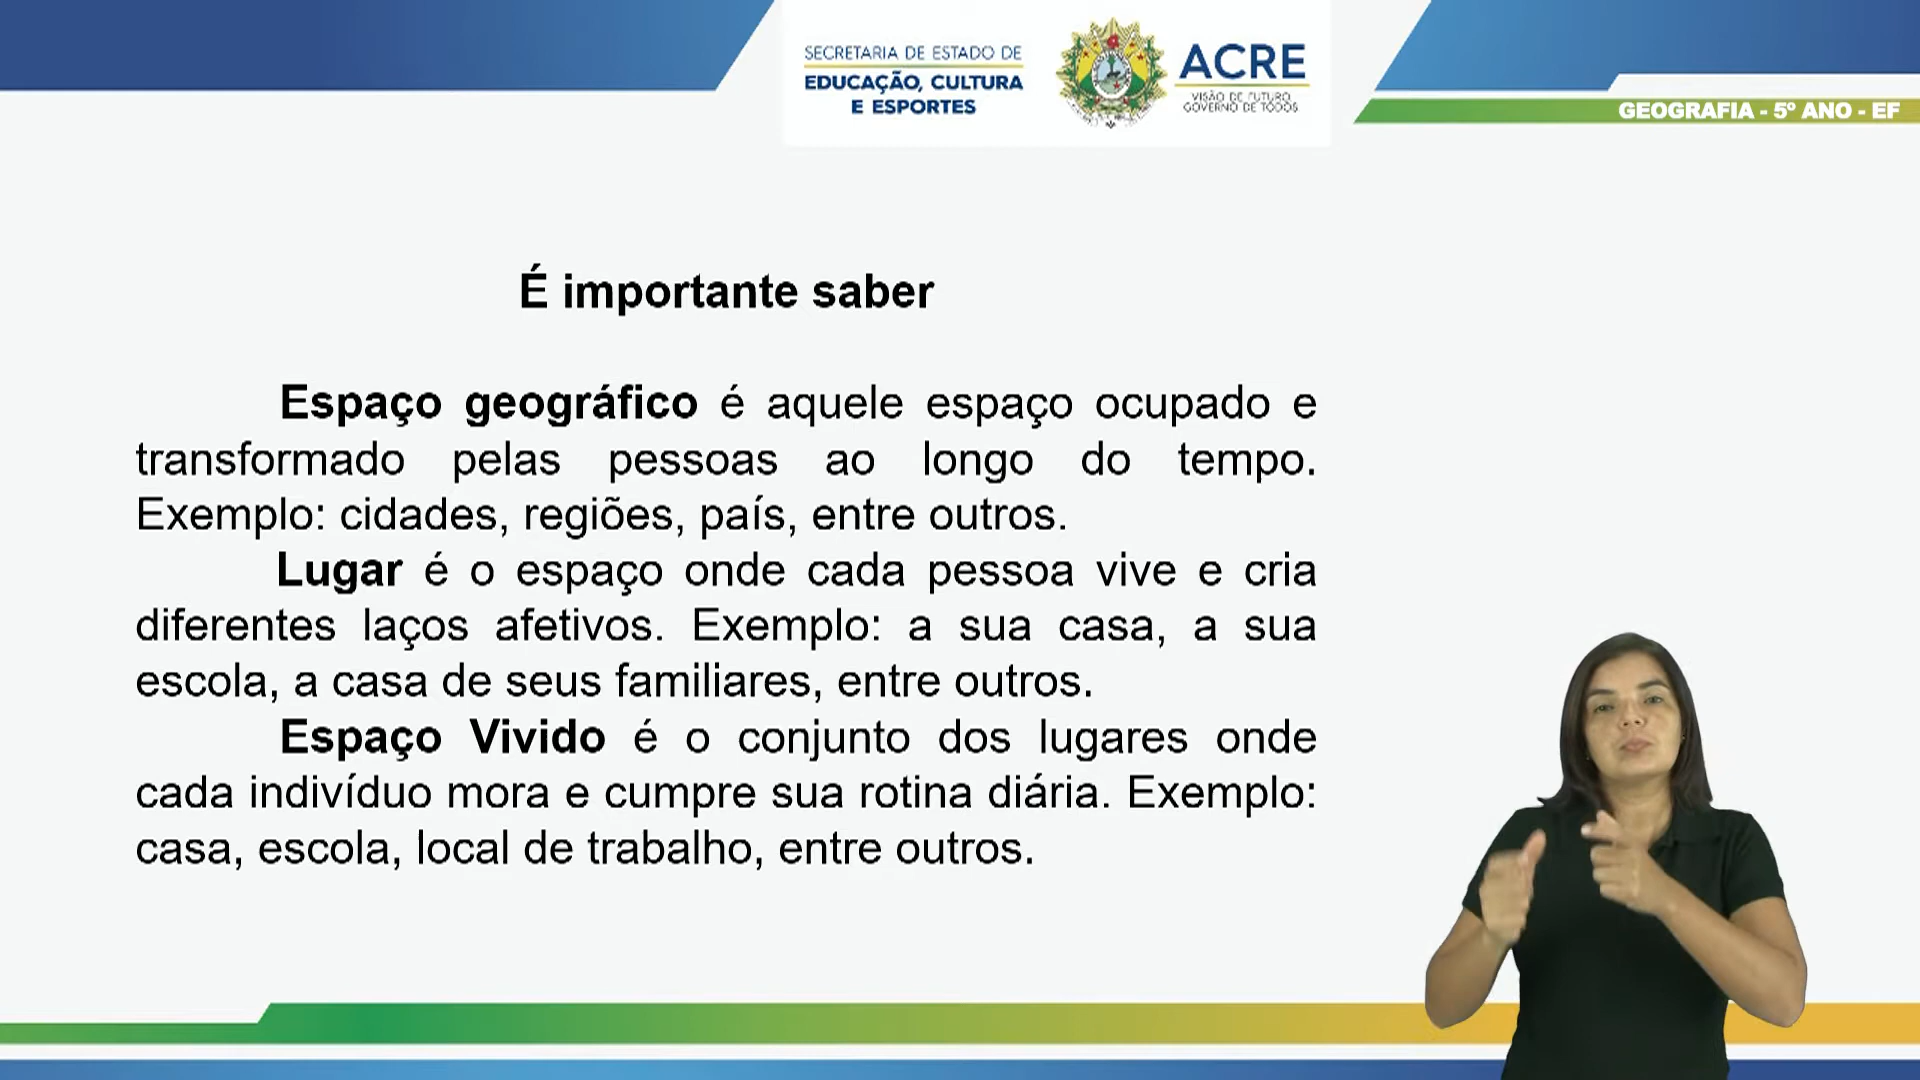 SECRETARIA DE ESTADO DE
EDUCAÇÃO, CULTURA
E ESPORTES
ACRE
VISÃO DE FUTURO,
GOVERNO DE TODOS
GEOGRAFIA - 5º ANO - EF
É importante saber
Espaço geográfico é aquele espaço ocupado e
transformado pelas pessoas ao longo do tempo.
Exemplo: cidades, regiões, país, entre outros.
Lugar é o espaço onde cada pessoa vive e cria
diferentes laços afetivos. Exemplo: a sua casa, a sua
escola, a casa de seus familiares, entre outros.
Espaço Vivido é o conjunto dos lugares onde
cada indivíduo mora e cumpre sua rotina diária. Exemplo:
casa, escola, local de trabalho, entre outros.